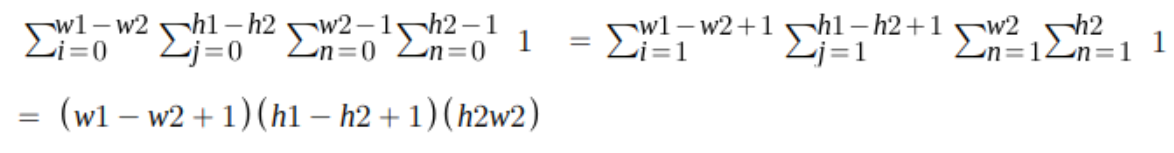 ∑_{i=0}^{w1−w2} ∑_{j=0}^{h1−h2} ∑_{n=0}^{w2−1} ∑_{n=0}^{h2−1} 1 = ∑_{i=1}^{w1−w2+1} ∑_{j=1}^{h1−h2+1} ∑_{n=1}^{w2} ∑_{n=1}^{h2} 1
= (w1 − w2 + 1)(h1 − h2 + 1)(h2w2)